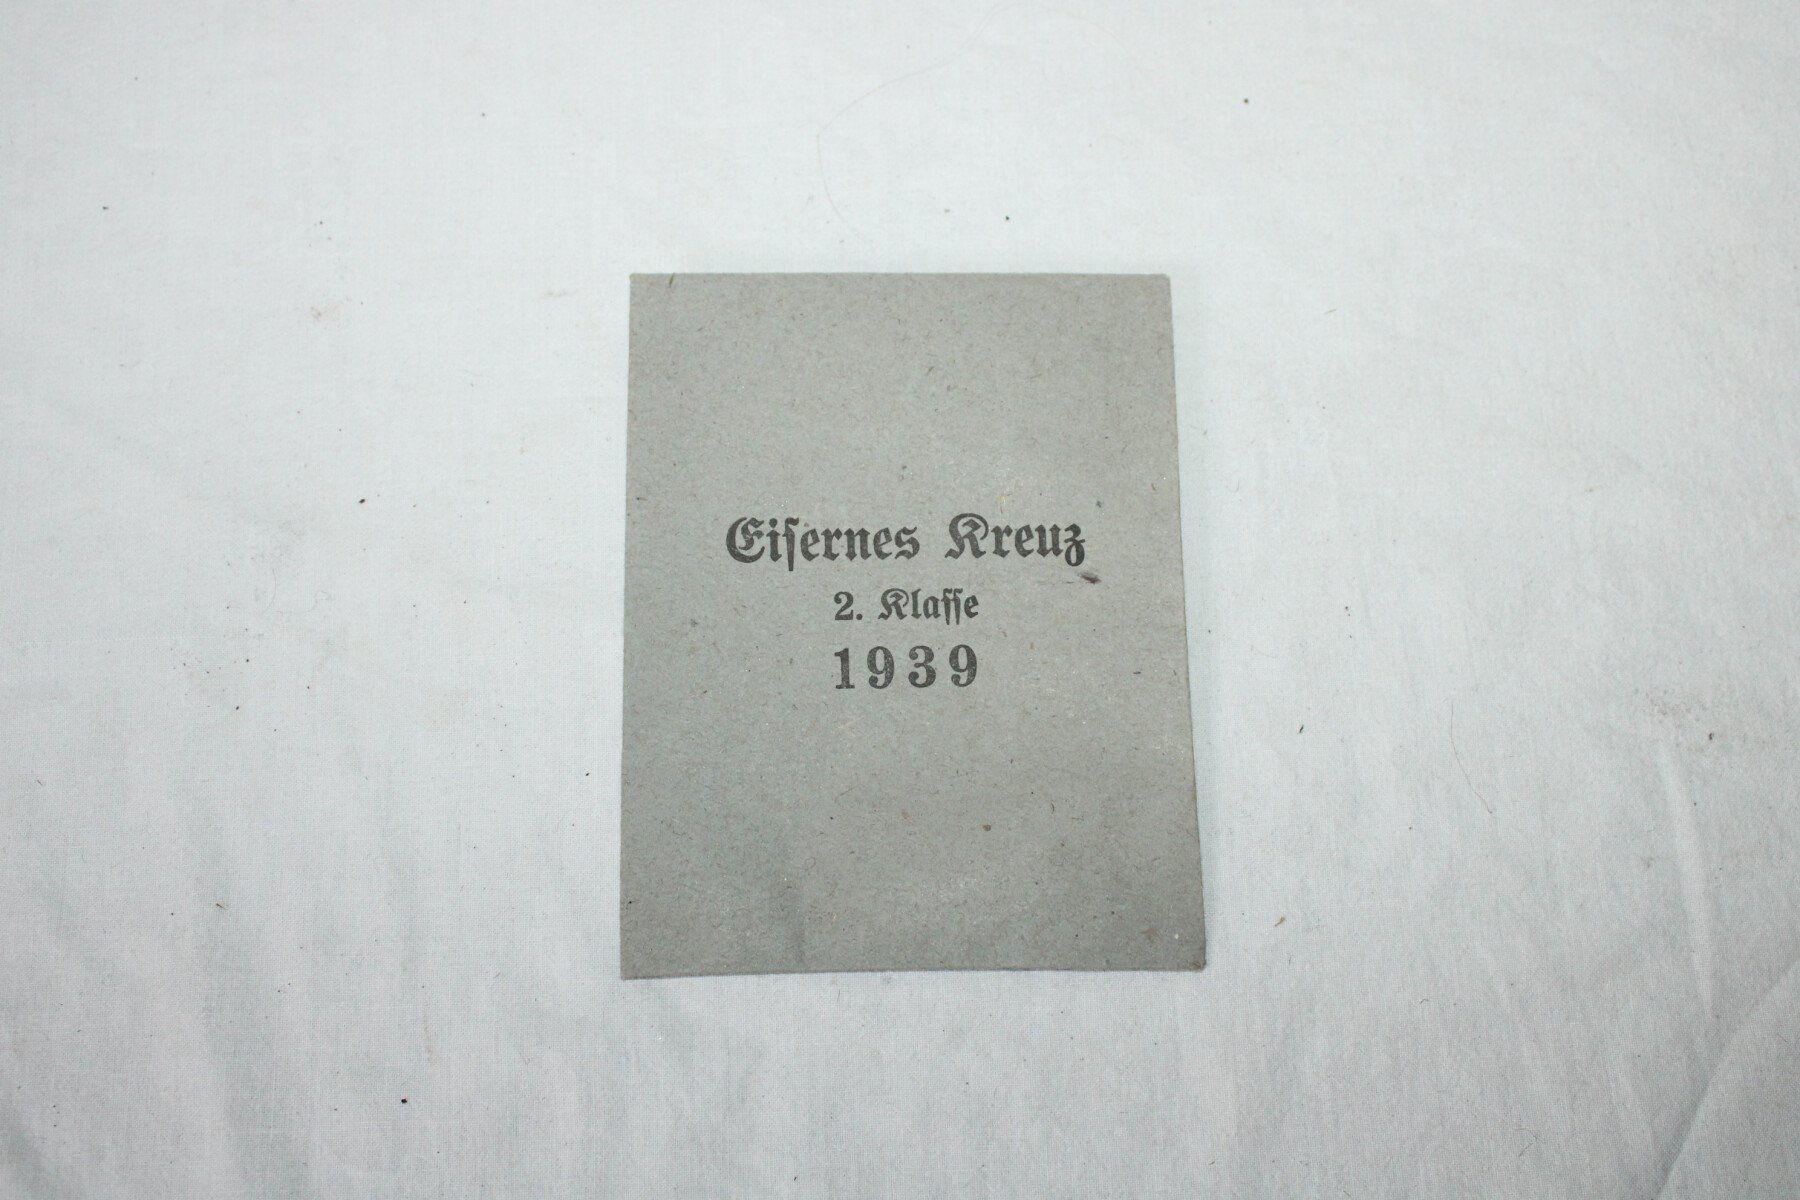 Eiſernes Kreuz
2. Klaſſe
1939